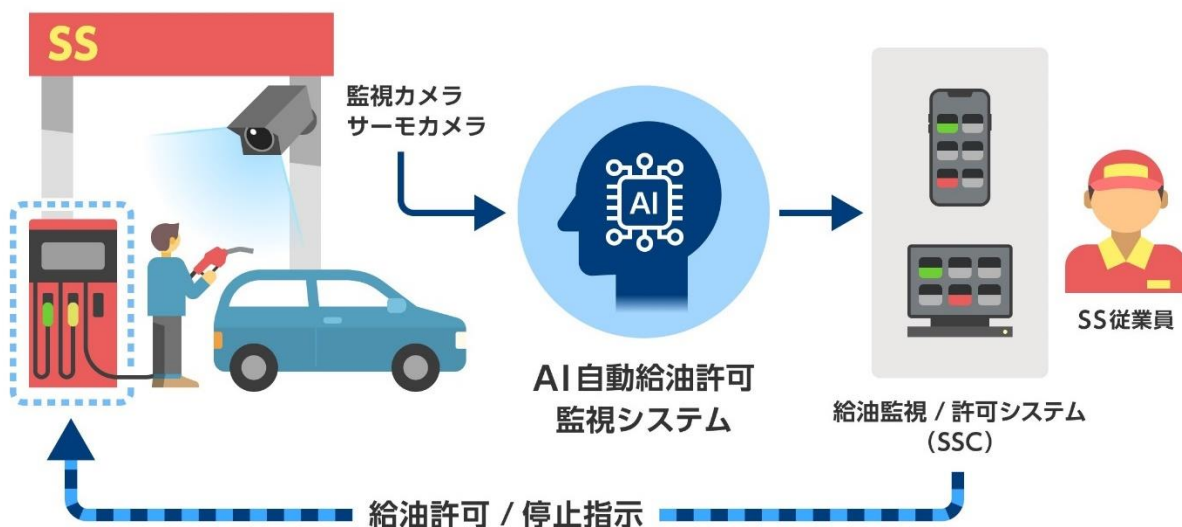 SS
監視カメラ
サーモカメラ
AI
AI自動給油許可
監視システム
SS従業員
給油監視 / 許可システム
(SSC)
給油許可 / 停止指示